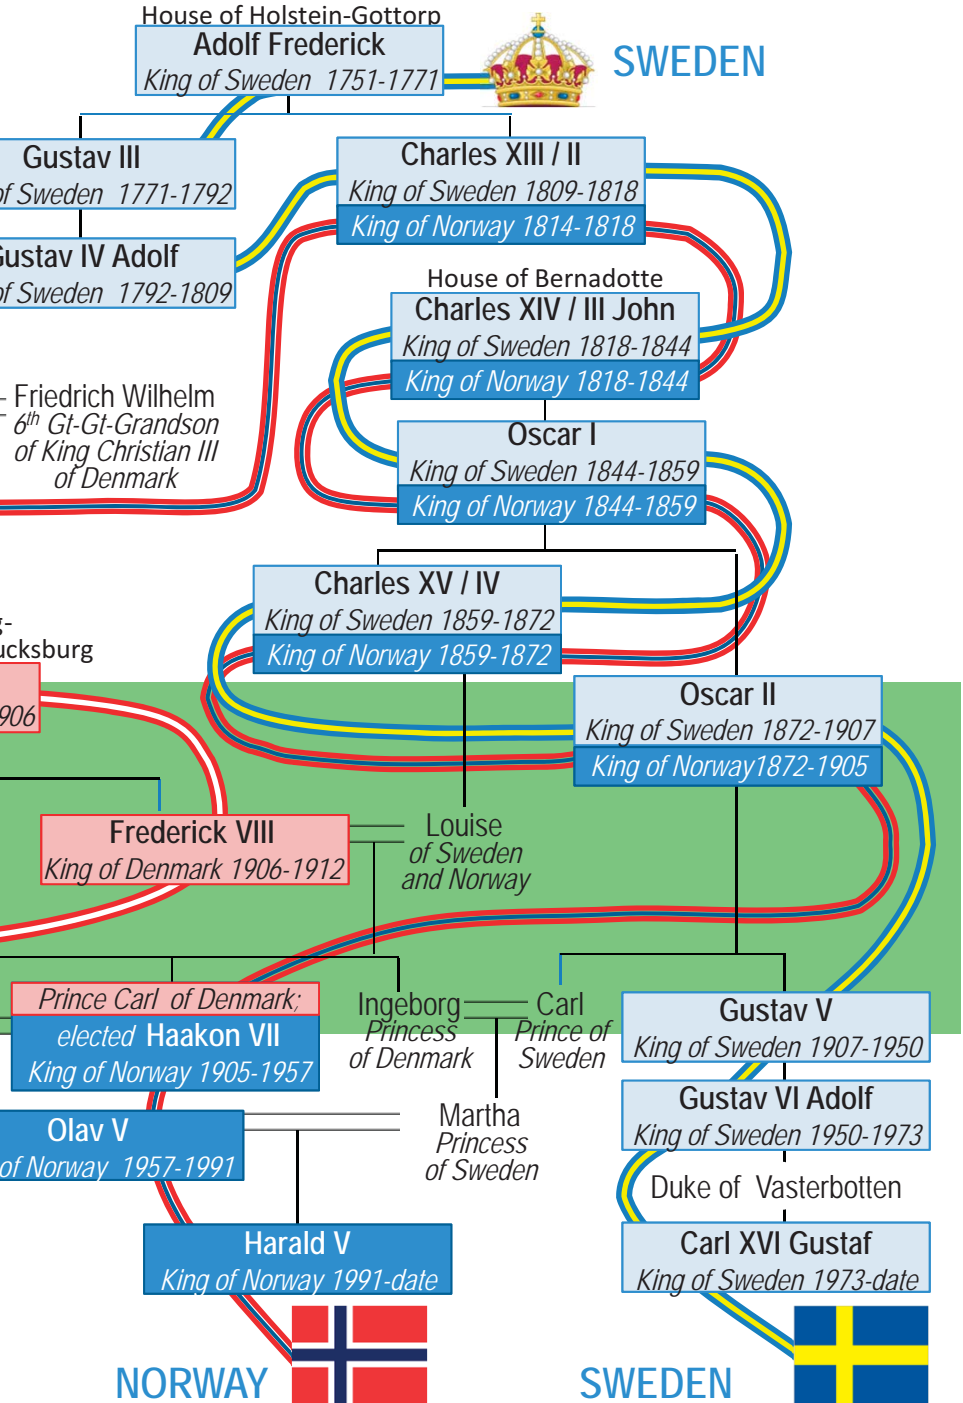 House of Holstein-Gottorp
Adolf Frederick
King of Sweden 1751-1771
SWEDEN
Gustav III
of Sweden 1771-1792
Charles XIII / II
King of Sweden 1809-1818
King of Norway 1814-1818
Gustav IV Adolf
of Sweden 1792-1809
House of Bernadotte
Charles XIV / III John
King of Sweden 1818-1844
King of Norway 1818-1844
Friedrich Wilhelm
6th Gt-Gt-Grandson
of King Christian III
of Denmark
Oscar I
King of Sweden 1844-1859
King of Norway 1844-1859
Charles XV / IV
King of Sweden 1859-1872
King of Norway 1859-1872
g-
ucksburg
906
Oscar II
King of Sweden 1872-1907
King of Norway1872-1905
Frederick VIII
King of Denmark 1906-1912
Louise
of Sweden
and Norway
Prince Carl of Denmark;
elected Haakon VII
King of Norway 1905-1957
Ingeborg
Princess
of Denmark
Carl
Prince of
Sweden
Gustav V
King of Sweden 1907-1950
Gustav VI Adolf
King of Sweden 1950-1973
Olav V
of Norway 1957-1991
Martha
Princess
of Sweden
Duke of Vasterbotten
Harald V
King of Norway 1991-date
Carl XVI Gustaf
King of Sweden 1973-date
NORWAY
SWEDEN